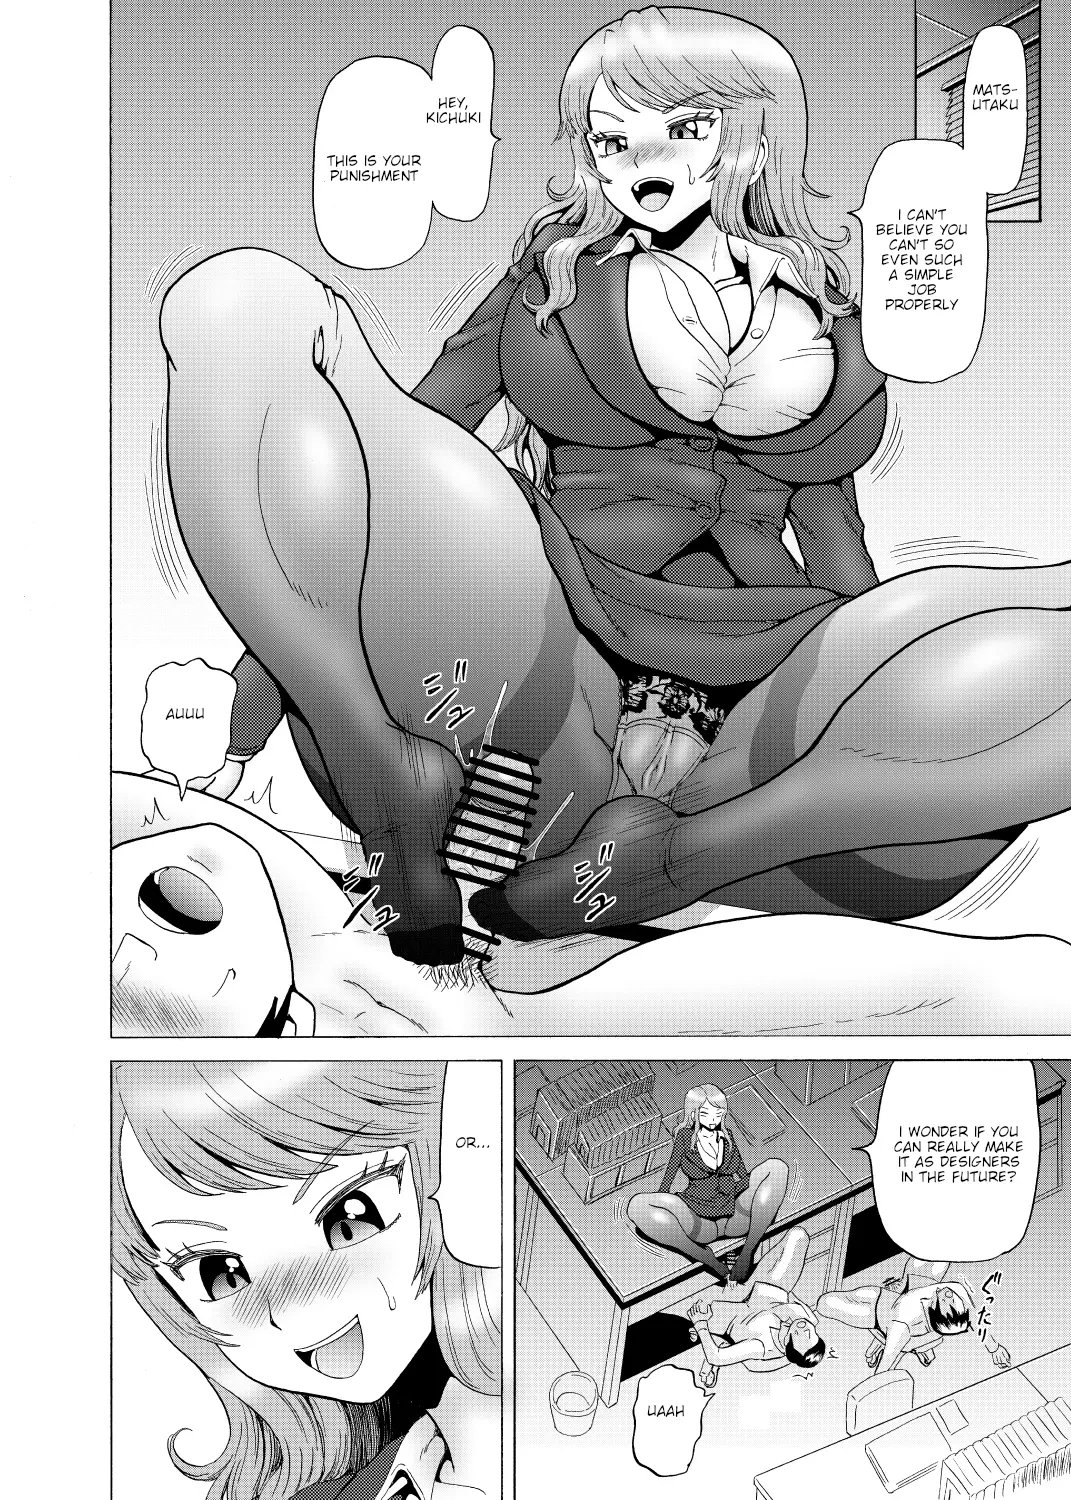 MATS-
UTAKU
I CAN'T
BELIEVE YOU
CAN'T SO
EVEN SUCH
A SIMPLE
JOB
PROPERLY
HEY,
KICHUKI
THIS IS YOUR
PUNISHMENT
AUUU
ジュ
ジュ
ジュ
I WONDER IF YOU
CAN REALLY MAKE
IT AS DESIGNERS
IN THE FUTURE?
ぐったり
UAAH
OR...